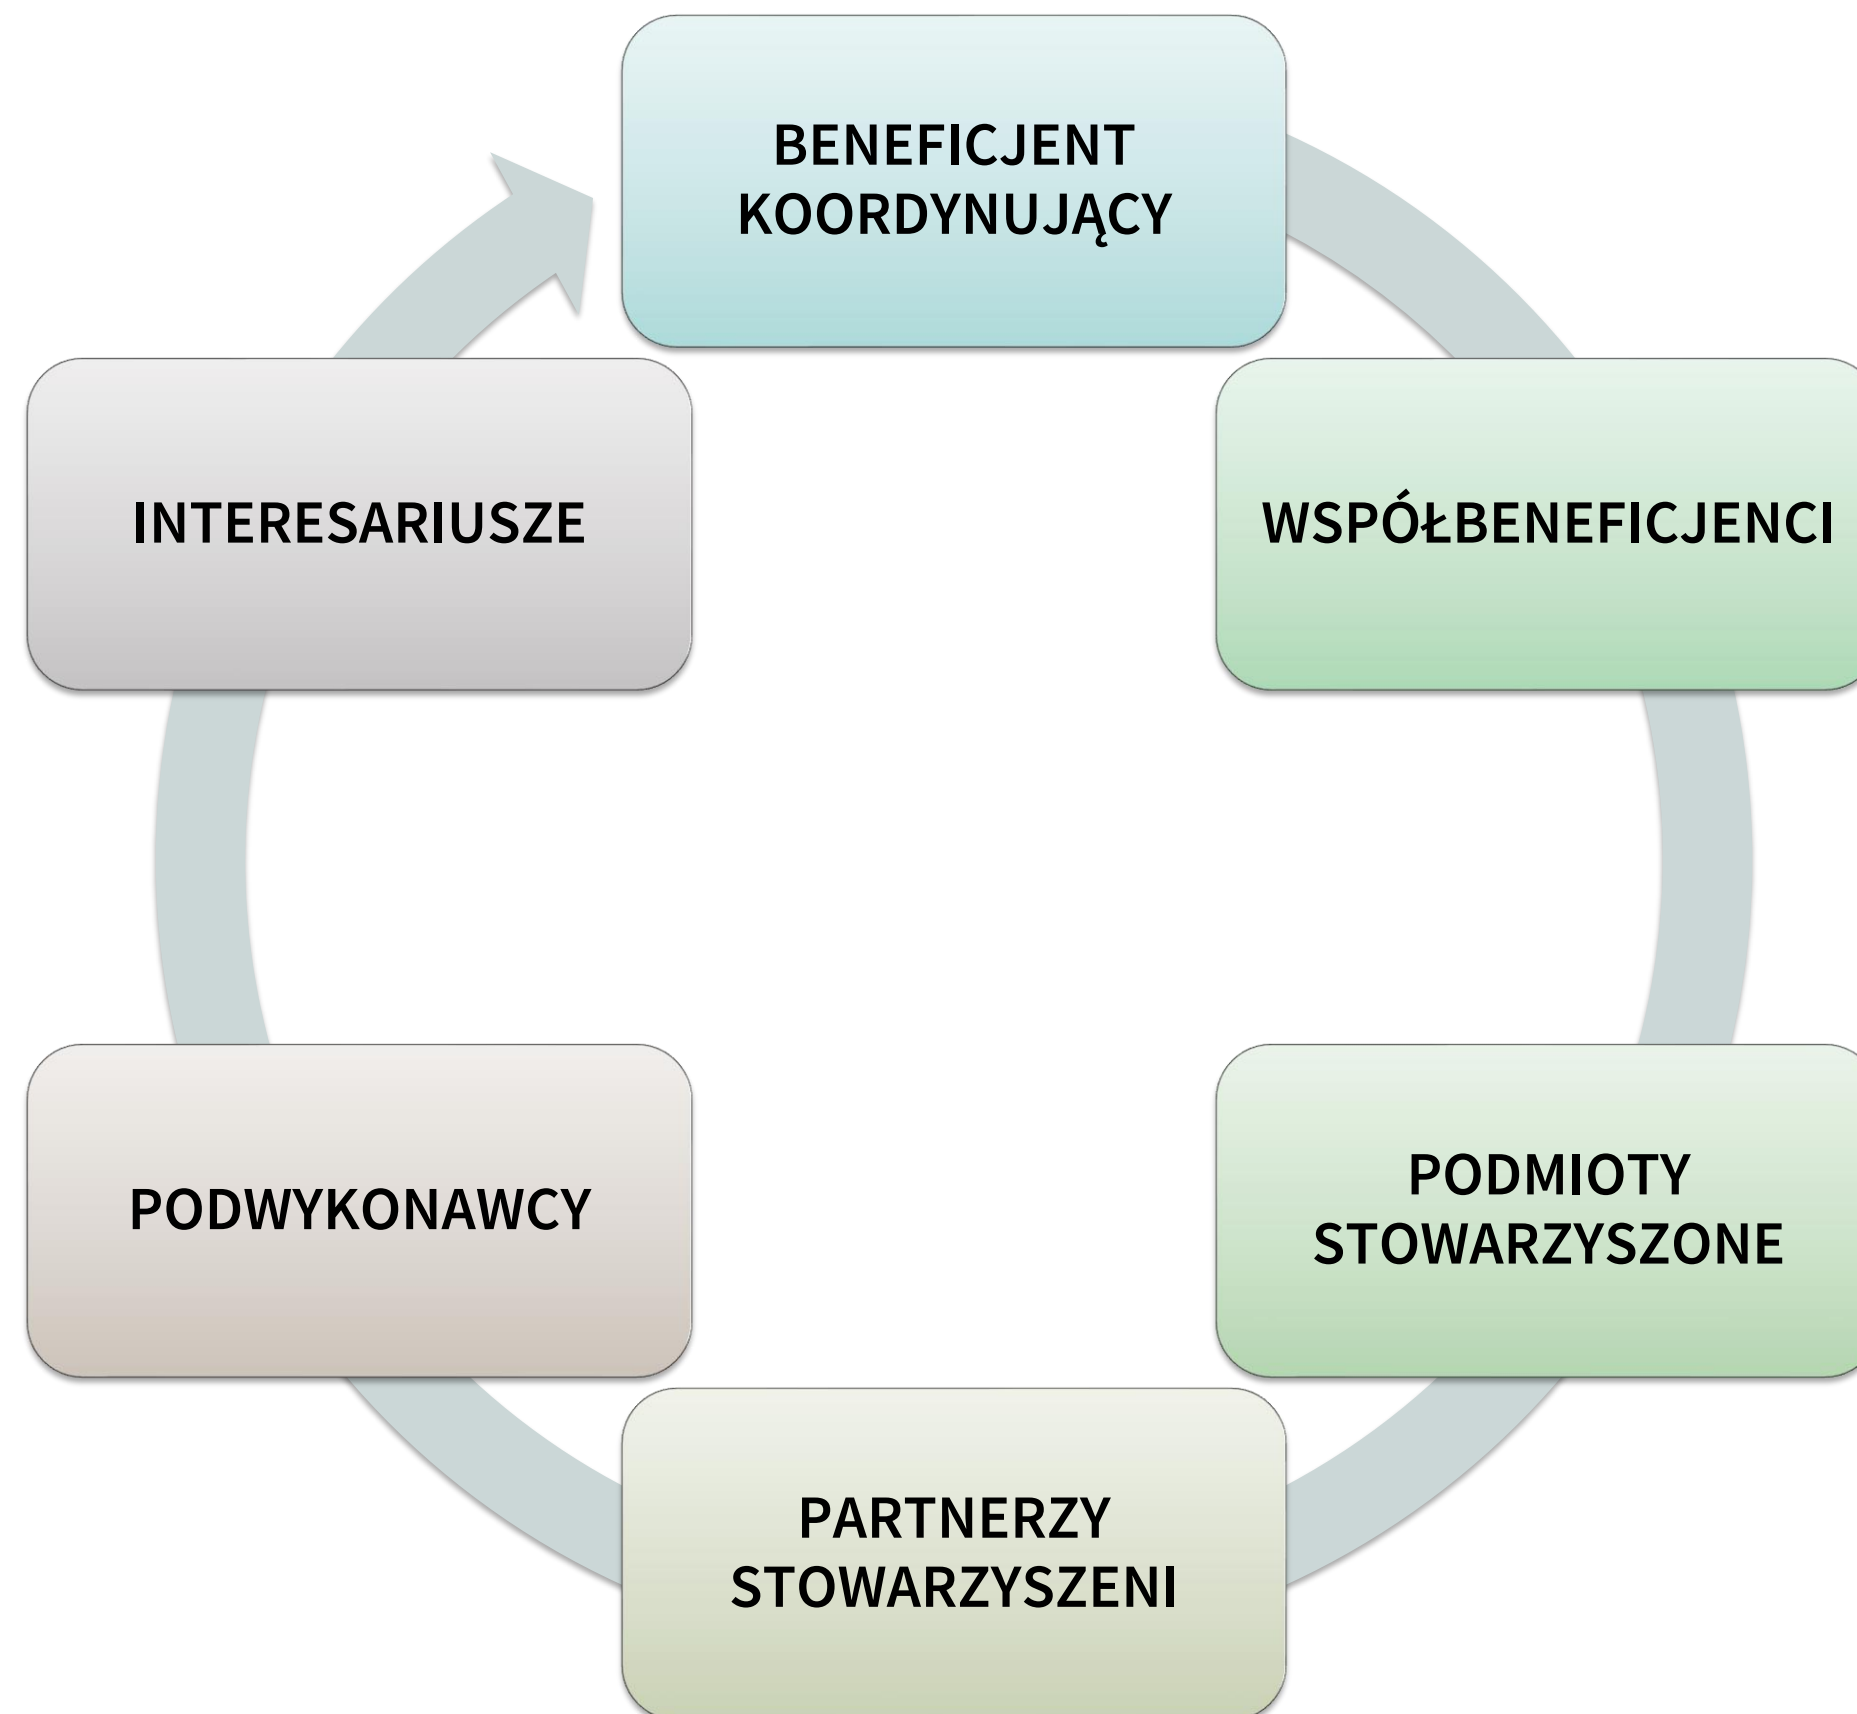 BENEFICJENT
KOORDYNUJĄCY
INTERESARIUSZE
WSPÓŁBENEFICJENCI
PODWYKONAWCY
PODMIOTY
STOWARZYSZONE
PARTNERZY
STOWARZYSZENI